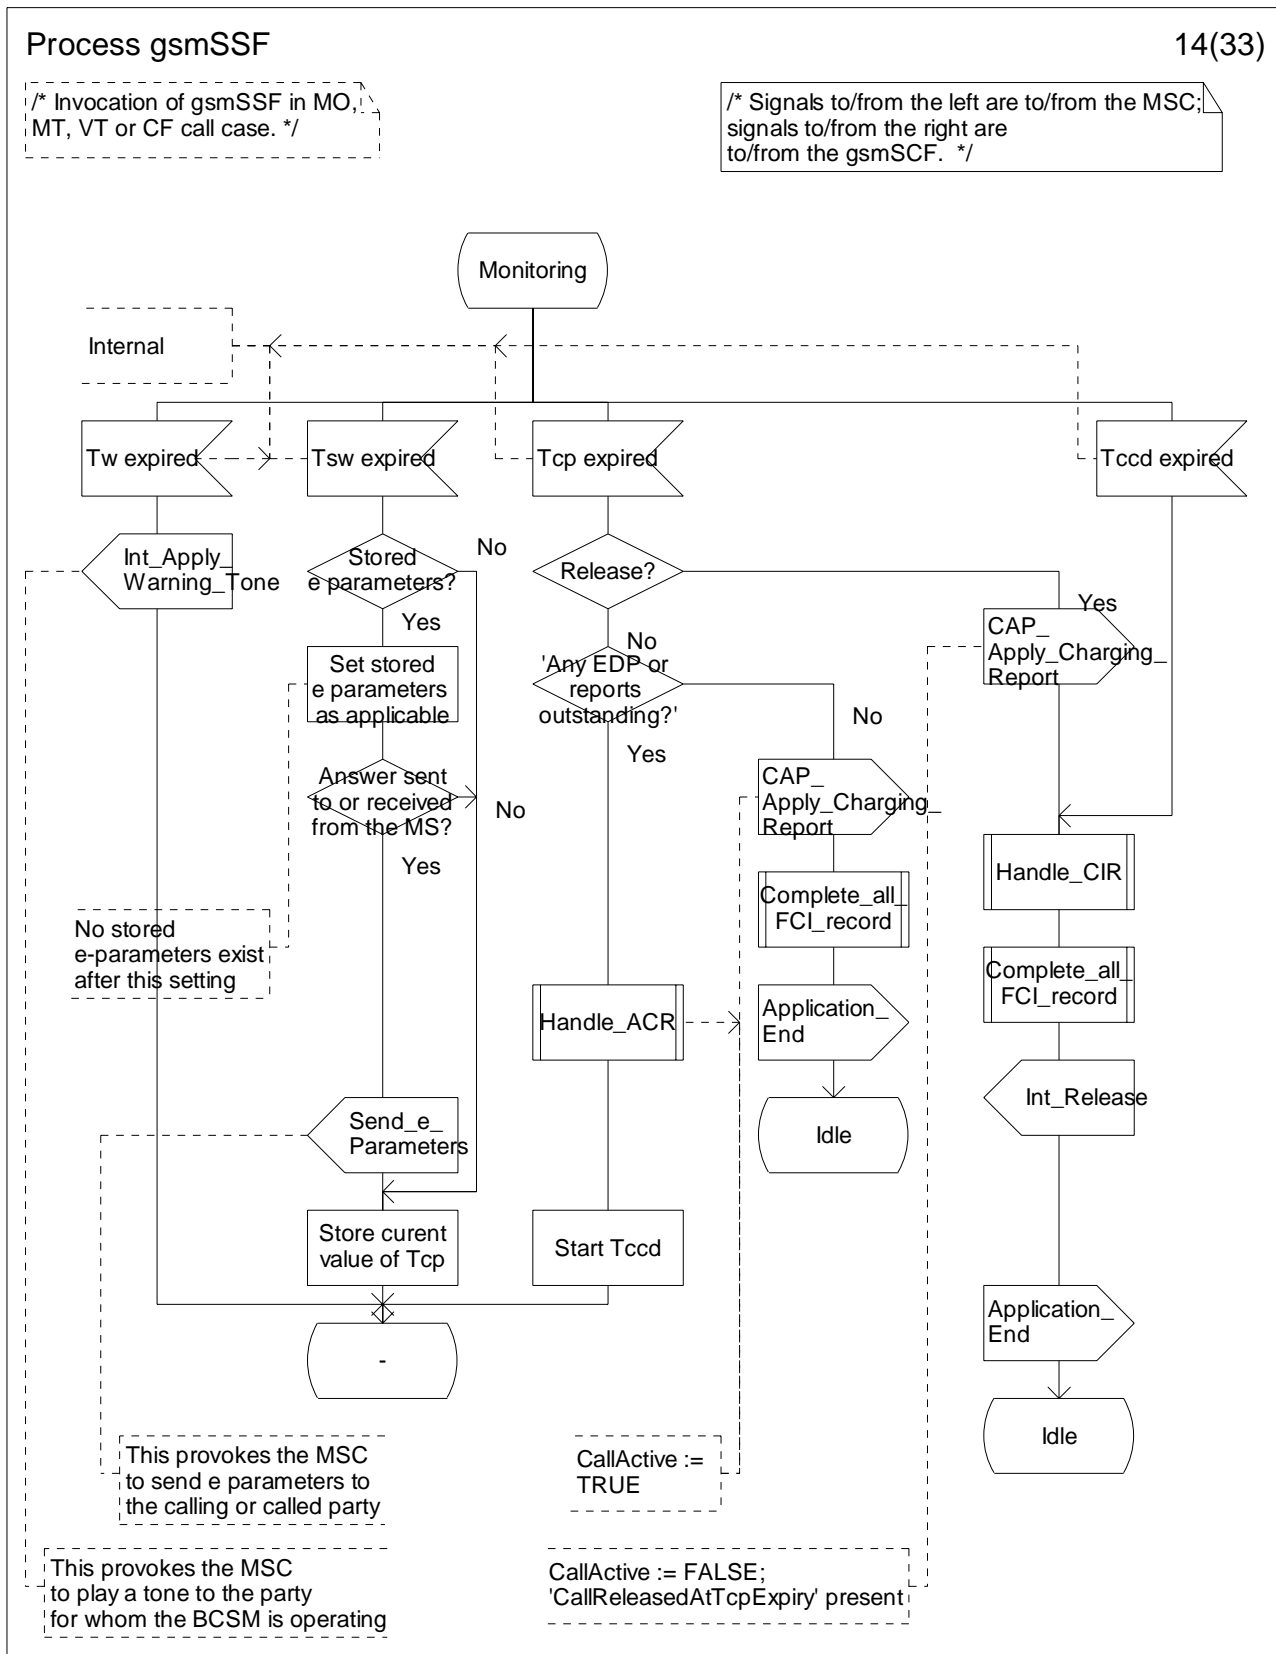 Process gsmSSF
14(33)
/* Invocation of gsmSSF in MO,
MT, VT or CF call case. */
/* Signals to/from the left are to/from the MSC;
signals to/from the right are
to/from the gsmSCF. */
Monitoring
Internal
Tw expired
Tsw expired
Tcp expired
Tccd expired
Int_Apply_
Warning_Tone
Stored
e parameters?
No
Yes
Release?
No
Yes
CAP_
Apply_Charging_
Report
Set stored
e parameters
as applicable
'Any EDP or
reports
outstanding?'
No
Yes
Answer sent
to or received
from the MS?
No
Yes
CAP_
Apply_Charging_
Report
Handle_CIR
Complete_all_
FCI_record
No stored
e-parameters exist
after this setting
Complete_all_
FCI_record
Handle_ACR
Application_
End
Int_Release
Send_e_
Parameters
Idle
Store curent
value of Tcp
Start Tccd
Application_
End
-
Idle
This provokes the MSC
to send e parameters to
the calling or called party
CallActive :=
TRUE
This provokes the MSC
to play a tone to the party
for whom the BCSM is operating
CallActive := FALSE;
'CallReleasedAtTcpExpiry' present